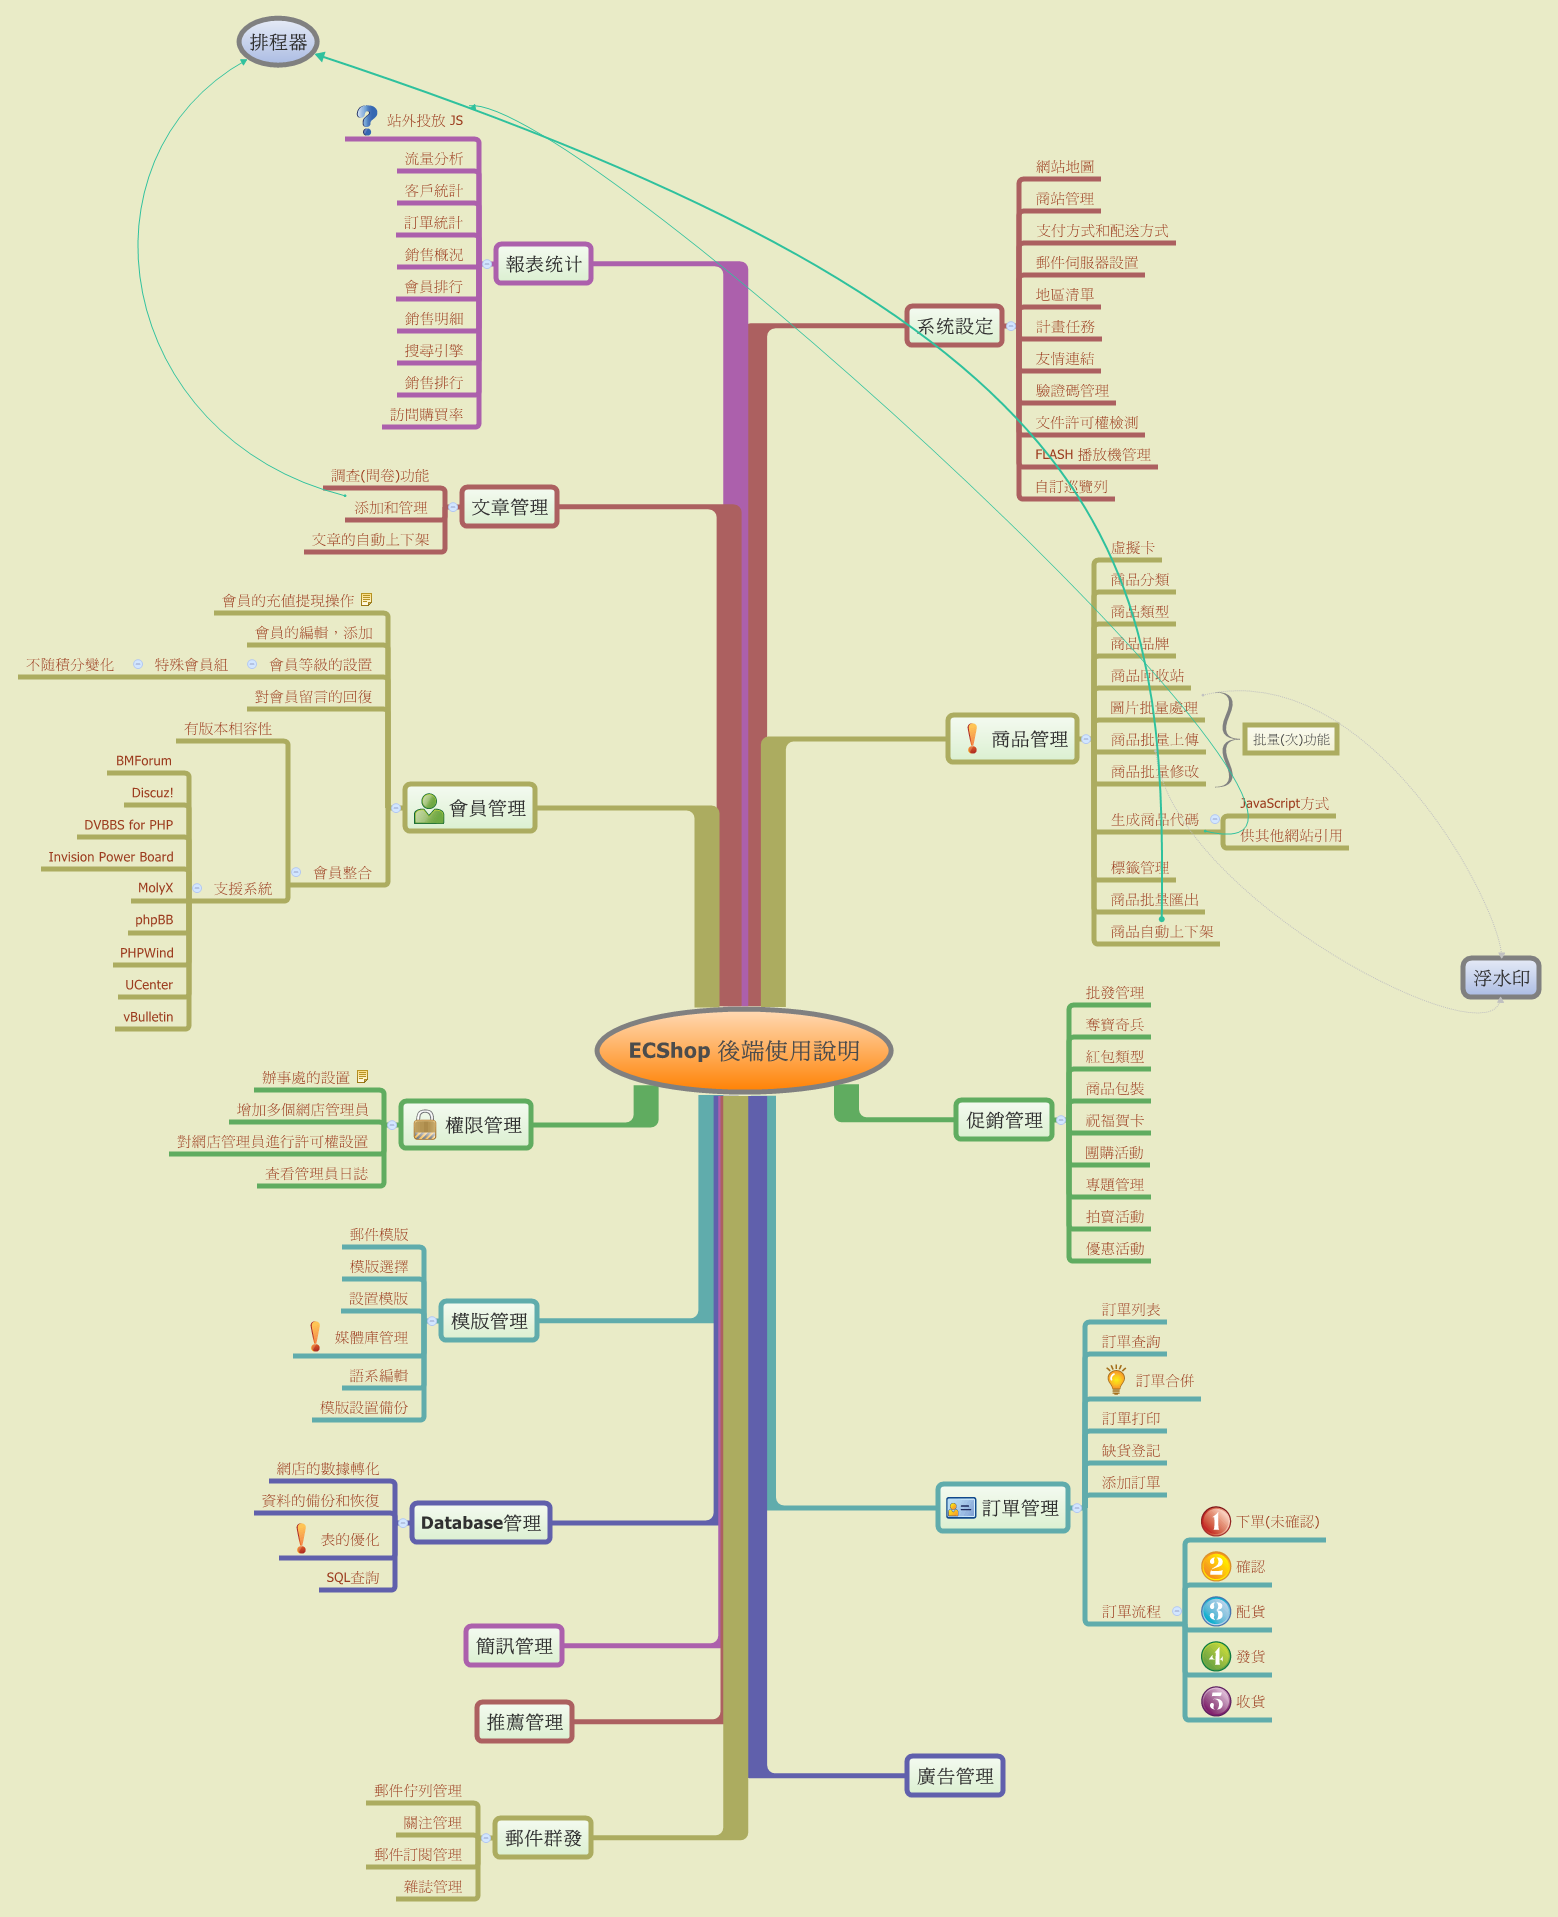 排程器
站外投放 JS
流量分析
客戶統計
訂單統計
銷售概況
會員排行
銷售明細
搜尋引擎
銷售排行
訪問購買率
報表统计
調查(問卷)功能
添加和管理
文章的自動上下架
文章管理
會員的充值提現操作
會員的編輯，添加
不随積分變化
特殊會員組
會員等級的設置
對會員留言的回復
有版本相容性
BMForum
Discuz!
DVBBS for PHP
Invision Power Board
MolyX
phpBB
PHPWind
UCenter
vBulletin
支援系統
會員整合
會員管理
辦事處的設置
增加多個網店管理員
對網店管理員進行許可權設置
查看管理員日誌
權限管理
郵件模版
模版選擇
設置模版
媒體庫管理
語系編輯
模版設置備份
模版管理
網店的數據轉化
資料的備份和恢復
表的優化
SQL查詢
Database管理
簡訊管理
推薦管理
郵件佇列管理
關注管理
郵件訂閱管理
雜誌管理
郵件群發
ECShop 後端使用說明
系统設定
網站地圖
商站管理
支付方式和配送方式
郵件伺服器設置
地區清單
計畫任務
友情連結
驗證碼管理
文件許可權檢測
FLASH 播放機管理
自訂巡覽列
商品管理
虛擬卡
商品分類
商品類型
商品品牌
商品回收站
圖片批量處理
商品批量上傳
商品批量修改
批量(次)功能
生成商品代碼
JavaScript方式
供其他網站引用
標籤管理
商品批量匯出
商品自動上下架
浮水印
促銷管理
批發管理
奪寶奇兵
紅包類型
商品包裝
祝福賀卡
團購活動
專題管理
拍賣活動
優惠活動
訂單管理
訂單列表
訂單查詢
訂單合併
訂單打印
缺貨登記
添加訂單
訂單流程
1 下單(未確認)
2 確認
3 配貨
4 發貨
5 收貨
廣告管理